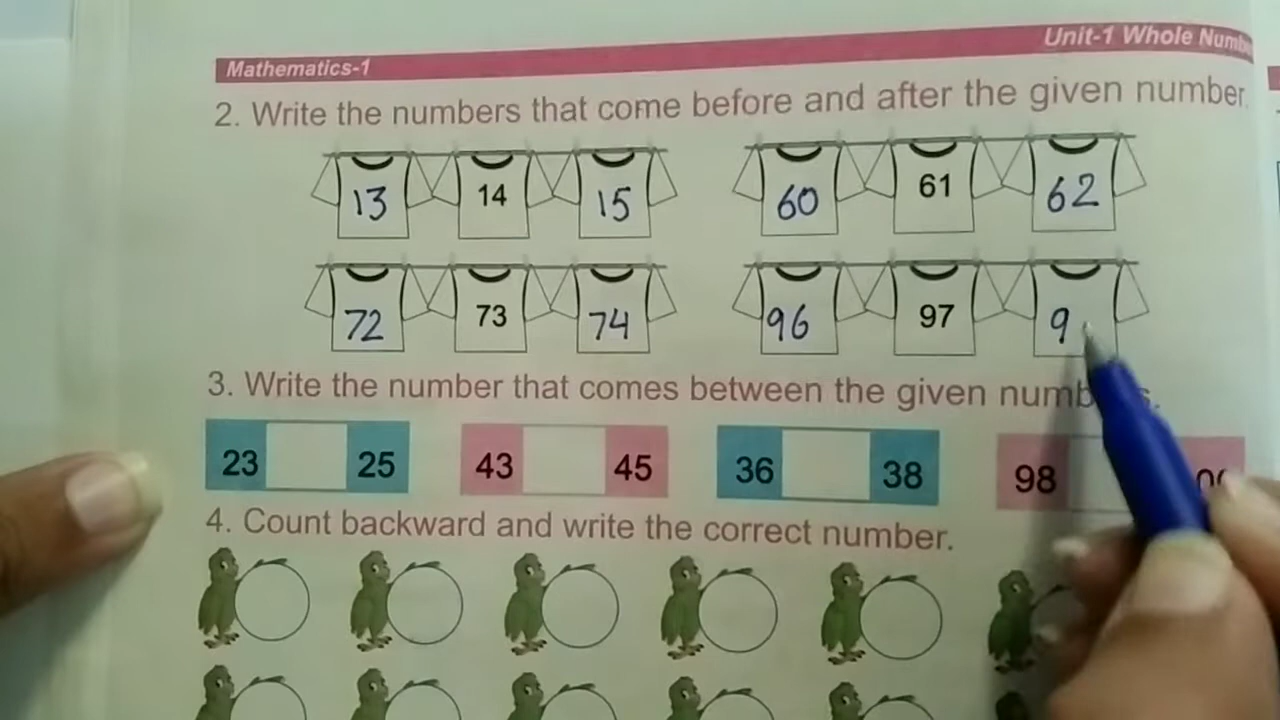 Mathematics-1
Unit-1 Whole
2. Write the numbers that come before and after the given number.
13 14 15 60 61 62
72 73 74 96 97 9
3. Write the number that comes between the given
23 25 43 45 36 38 98
4. Count backward and write the correct number.